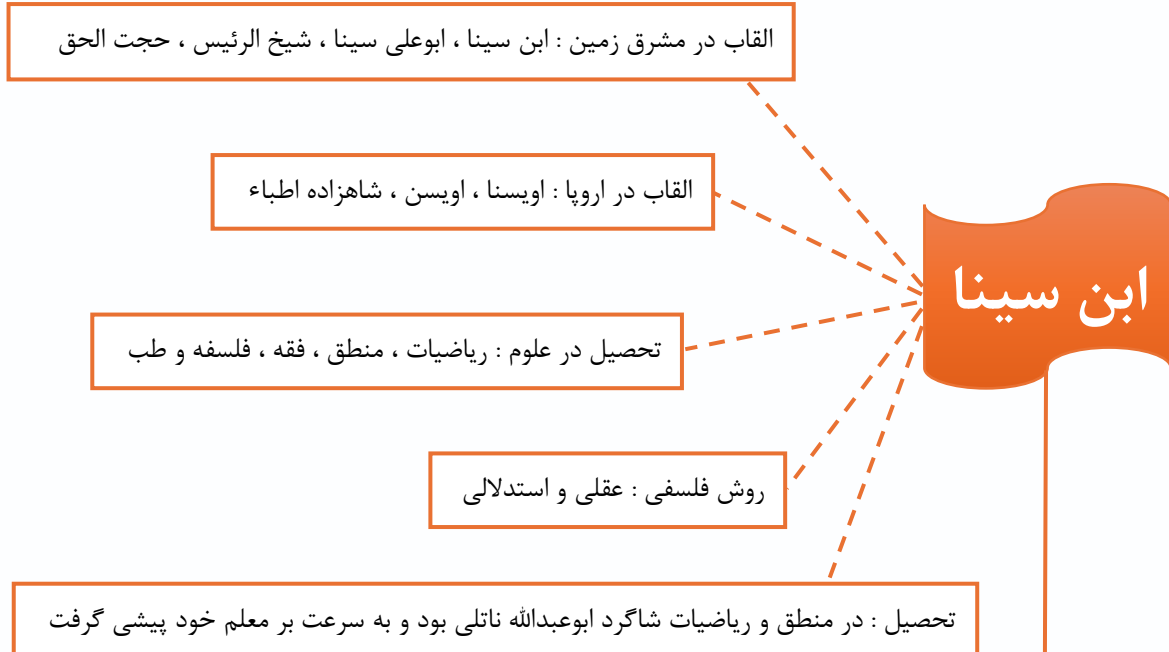 القاب در مشرق زمین : ابن سینا ، ابوعلی سینا ، شیخ الرئیس ، حجت الحق
القاب در اروپا : اویسنا ، اویسن ، شاهزاده اطباء
ابن سینا
تحصیل در علوم : ریاضیات ، منطق ، فقه ، فلسفه و طب
روش فلسفی : عقلی و استدلالی
تحصیل : در منطق و ریاضیات شاگرد ابوعبدالله ناتلی بود و به سرعت بر معلم خود پیشی گرفت